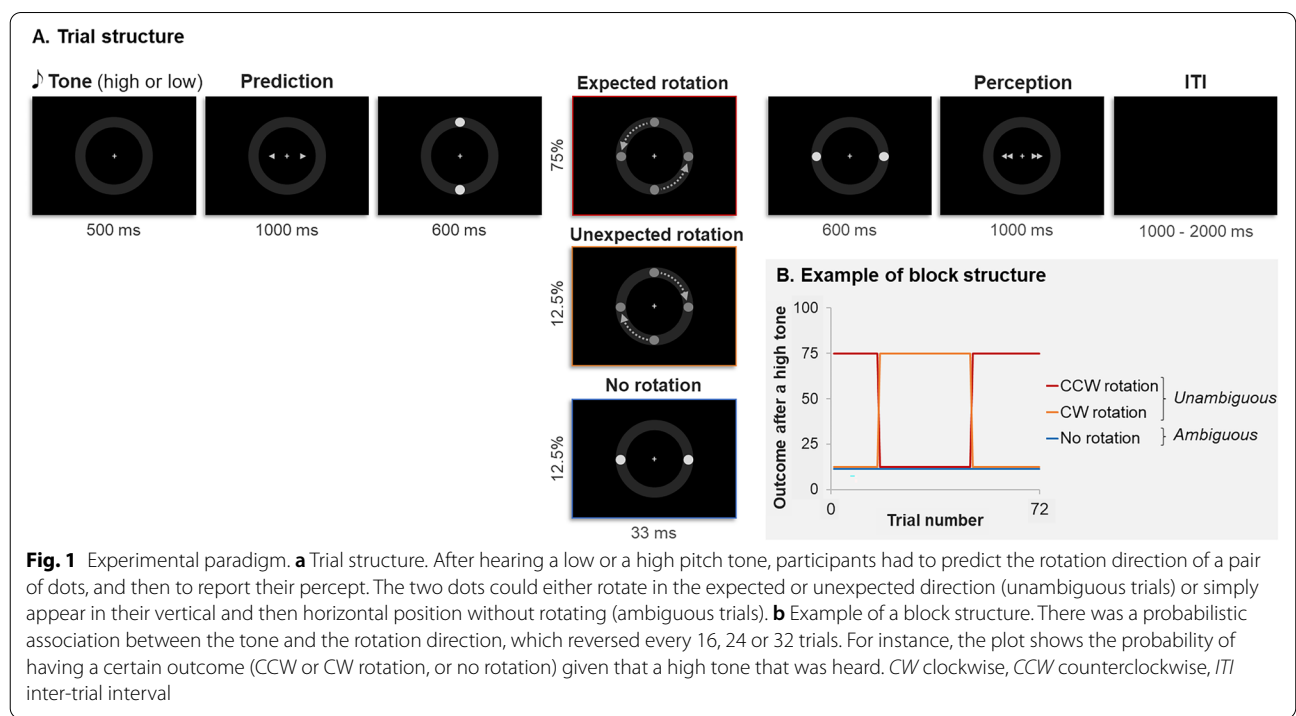 A. Trial structure
♪ Tone (high or low)
Prediction
500 ms
1000 ms
600 ms
Expected rotation
75%
Unexpected rotation
12.5%
No rotation
12.5%
33 ms
Perception
ITI
600 ms
1000 ms
1000 - 2000 ms
B. Example of block structure
Outcome after a high tone
100
75
50
25
0
0
72
Trial number
CCW rotation
CW rotation
Unambiguous
No rotation
Ambiguous
Fig. 1 Experimental paradigm. a Trial structure. After hearing a low or a high pitch tone, participants had to predict the rotation direction of a pair
of dots, and then to report their percept. The two dots could either rotate in the expected or unexpected direction (unambiguous trials) or simply
appear in their vertical and then horizontal position without rotating (ambiguous trials). b Example of a block structure. There was a probabilistic
association between the tone and the rotation direction, which reversed every 16, 24 or 32 trials. For instance, the plot shows the probability of
having a certain outcome (CCW or CW rotation, or no rotation) given that a high tone that was heard. CW clockwise, CCW counterclockwise, ITI
inter-trial interval